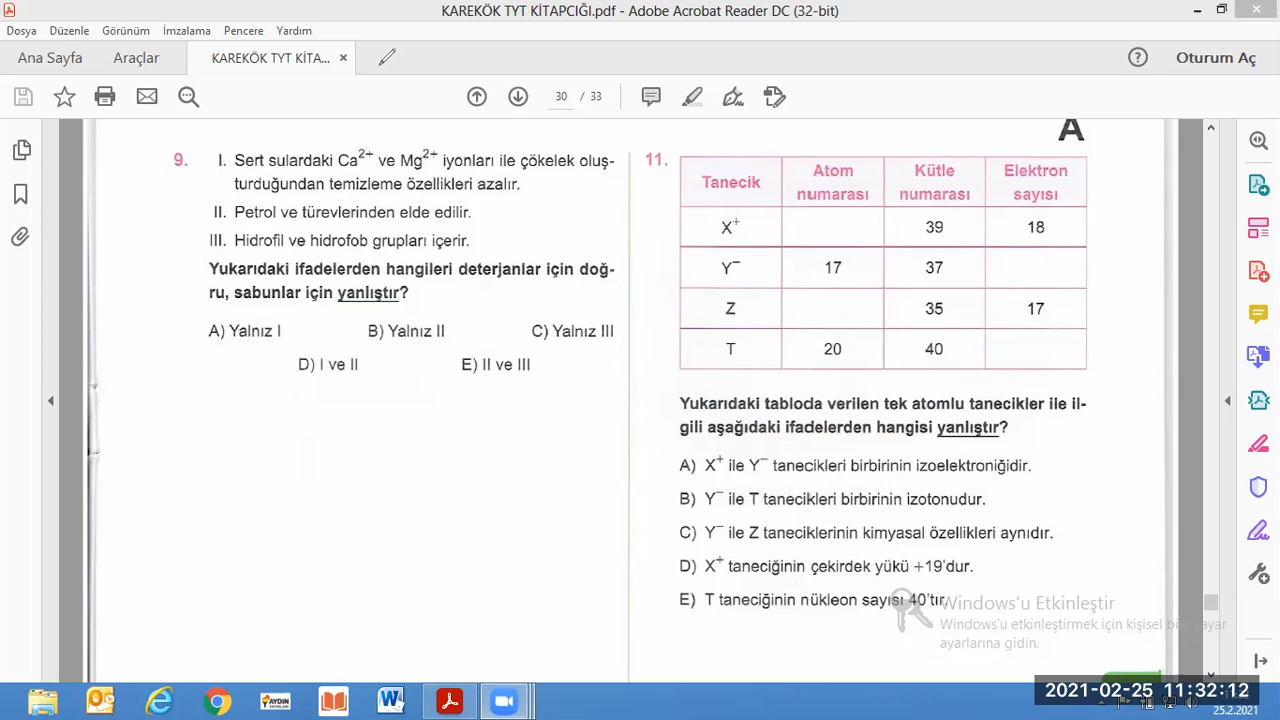 KAREKÖK TYT KİTAPCIĞI.pdf - Adobe Acrobat Reader DC (32-bit)
Dosya Düzenle Görünüm İmzalama Pencere Yardım
Ana Sayfa Araçlar KAREKÖK TYT KİTA... × Oturum Aç
30 / 33
A
9. I. Sert sulardaki Ca2+ ve Mg2+ iyonları ile çökelek oluş-
turduğundan temizleme özellikleri azalır.
II. Petrol ve türevlerinden elde edilir.
III. Hidrofil ve hidrofob grupları içerir.
Yukarıdaki ifadelerden hangileri deterjanlar için doğ-
ru, sabunlar için yanlıştır?
A) Yalnız I B) Yalnız II C) Yalnız III
D) I ve II E) II ve III
11.
Tanecik Atom numarası Kütle numarası Elektron sayısı
X+ 39 18
Y− 17 37
Z 35 17
T 20 40
Yukarıdaki tabloda verilen tek atomlu tanecikler ile il-
gili aşağıdaki ifadelerden hangisi yanlıştır?
A) X+ ile Y− tanecikleri birbirinin izoelektroniğidir.
B) Y− ile T tanecikleri birbirinin izotonudur.
C) Y− ile Z taneciklerinin kimyasal özellikleri aynıdır.
D) X+ taneciğinin çekirdek yükü +19'dur.
E) T taneciğinin nükleon sayısı 40'tır.
Windows'u Etkinleştir
Windows'u etkinleştirmek için kişisel bilgisayar
ayarlarına gidin.
AYDIN
2021-02-25 11:32:12
25.2.2021